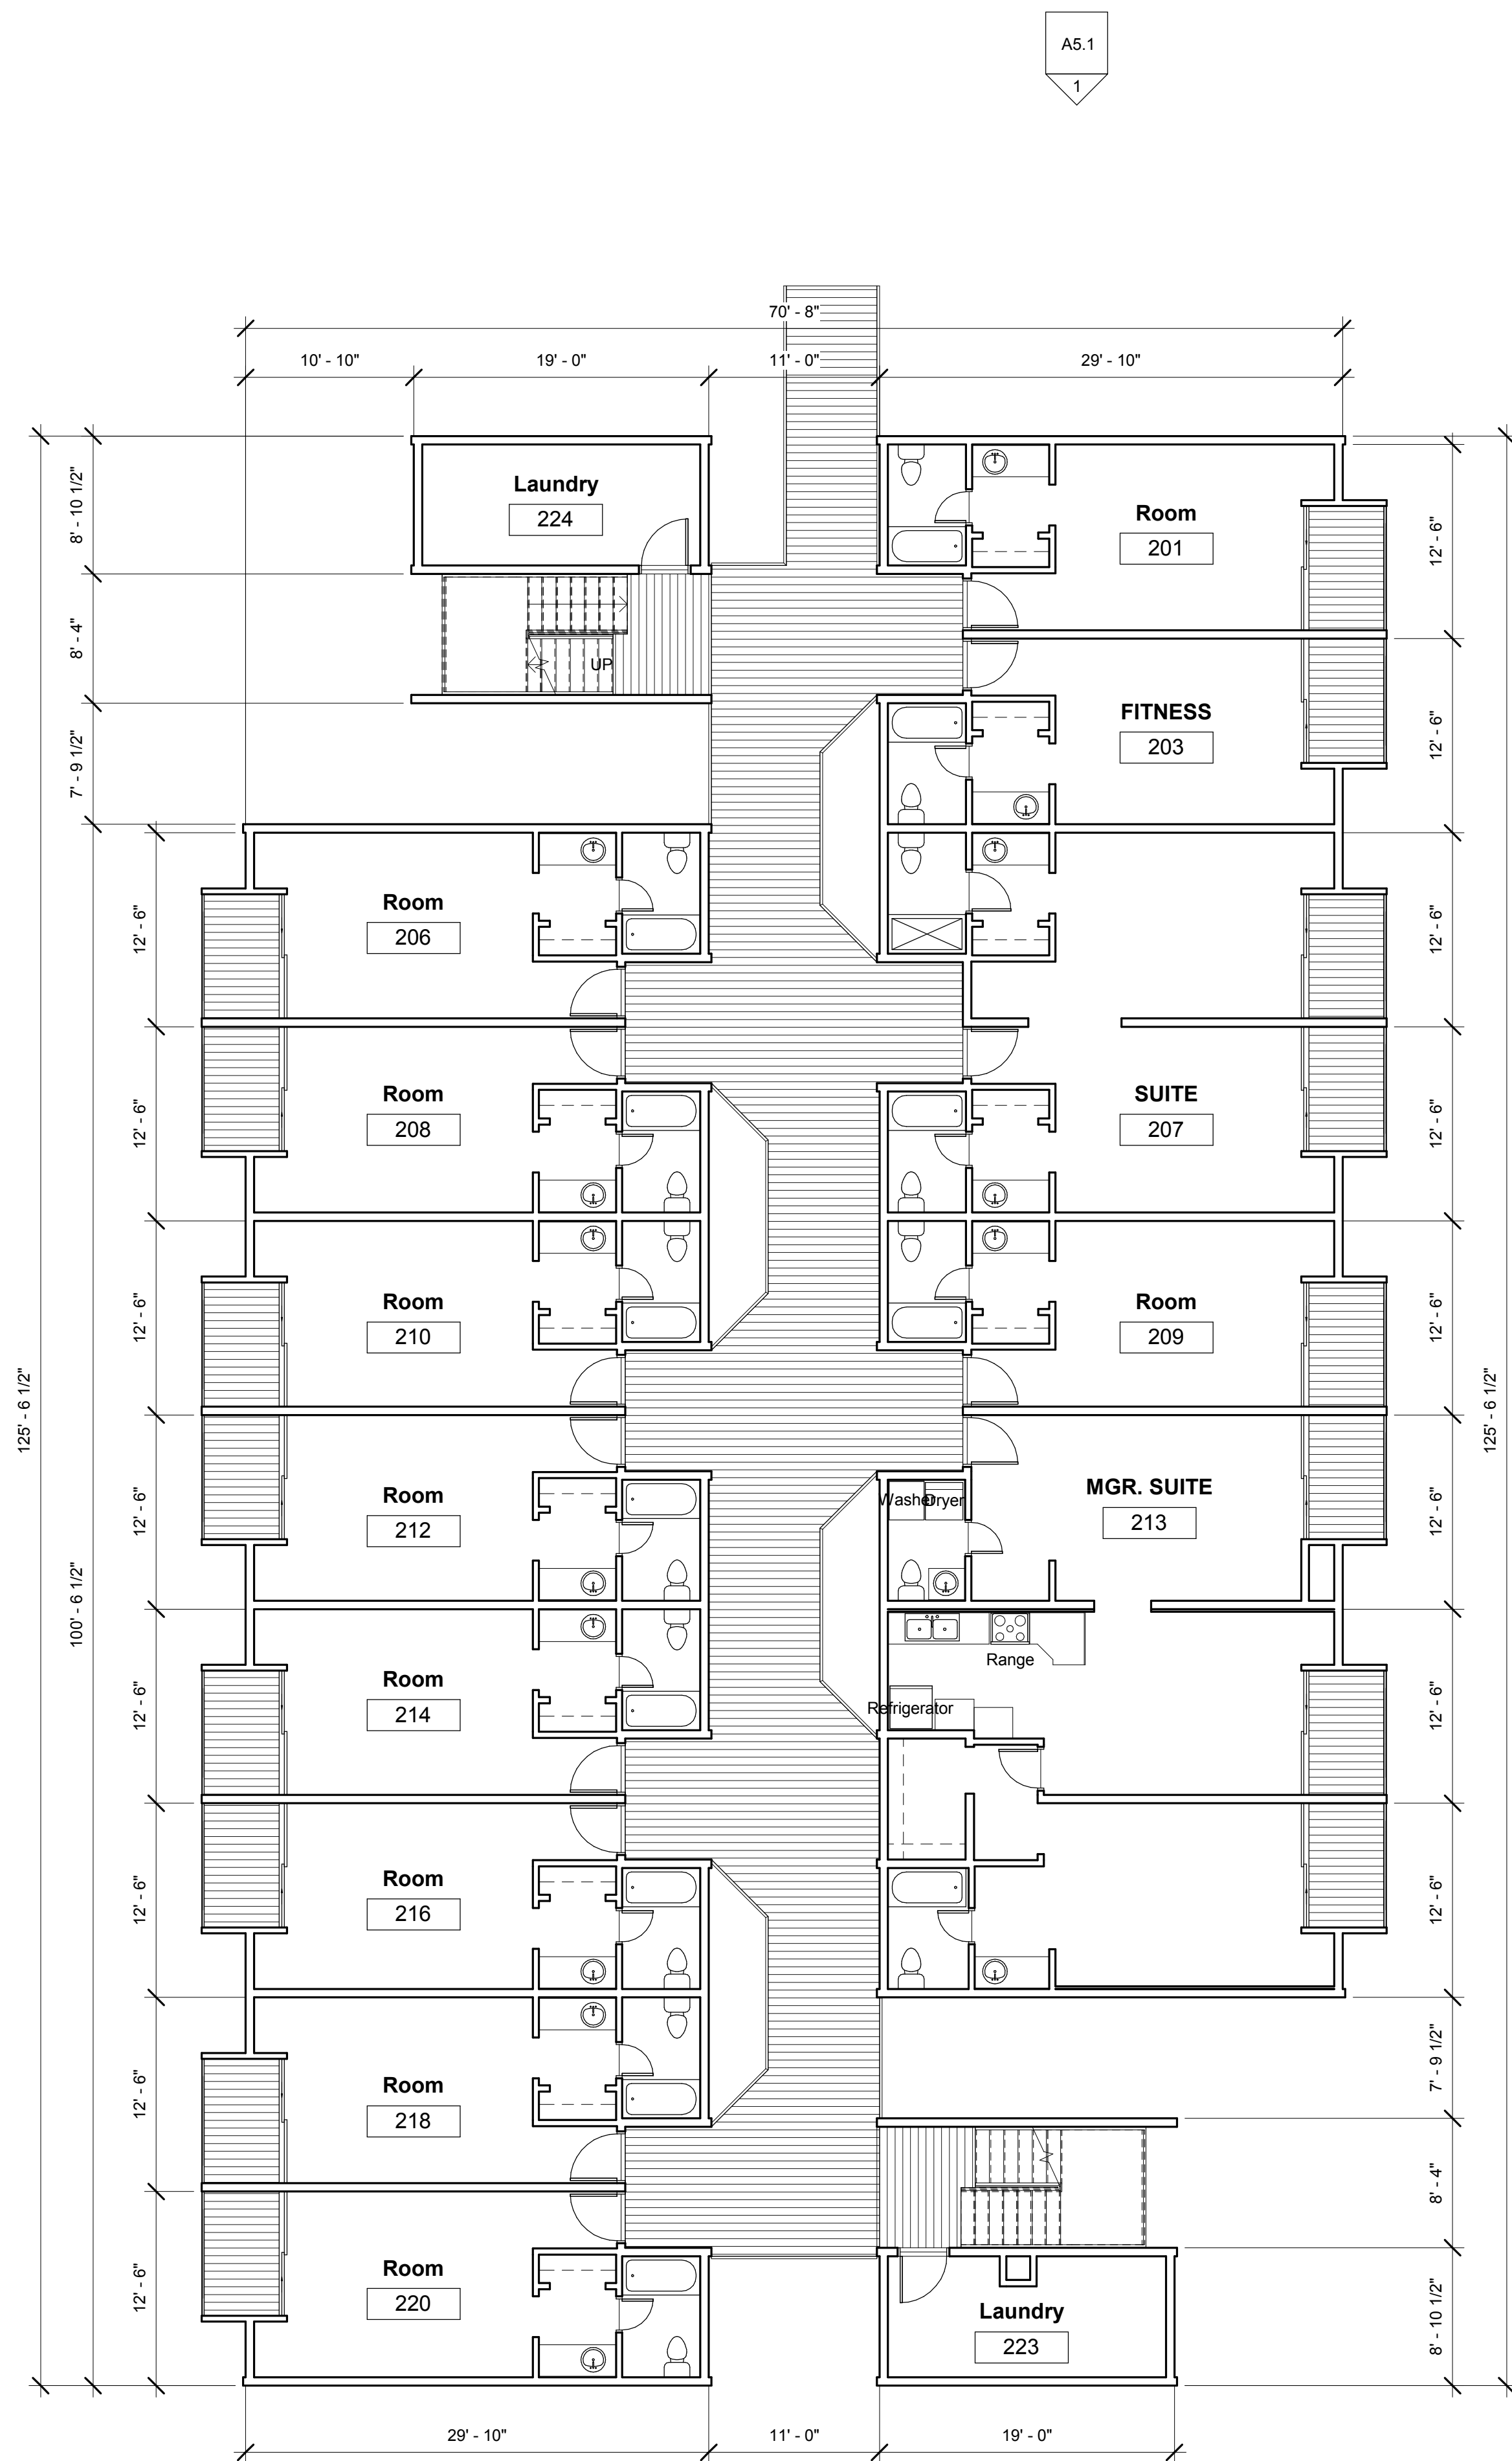 A5.1
1
70' - 8"
10' - 10"
19' - 0"
11' - 0"
29' - 10"
8' - 10 1/2"
8' - 4"
7' - 9 1/2"
12' - 6"
12' - 6"
12' - 6"
12' - 6"
12' - 6"
12' - 6"
12' - 6"
12' - 6"
125' - 6 1/2"
100' - 6 1/2"
Laundry
224
UP
Room
206
Room
208
Room
210
Room
212
Room
214
Room
216
Room
218
Room
220
Room
201
FITNESS
203
SUITE
207
Room
209
MGR. SUITE
213
Washer
Dryer
Range
Refrigerator
Laundry
223
12' - 6"
12' - 6"
12' - 6"
12' - 6"
12' - 6"
12' - 6"
12' - 6"
12' - 6"
7' - 9 1/2"
8' - 4"
8' - 10 1/2"
125' - 6 1/2"
29' - 10"
11' - 0"
19' - 0"